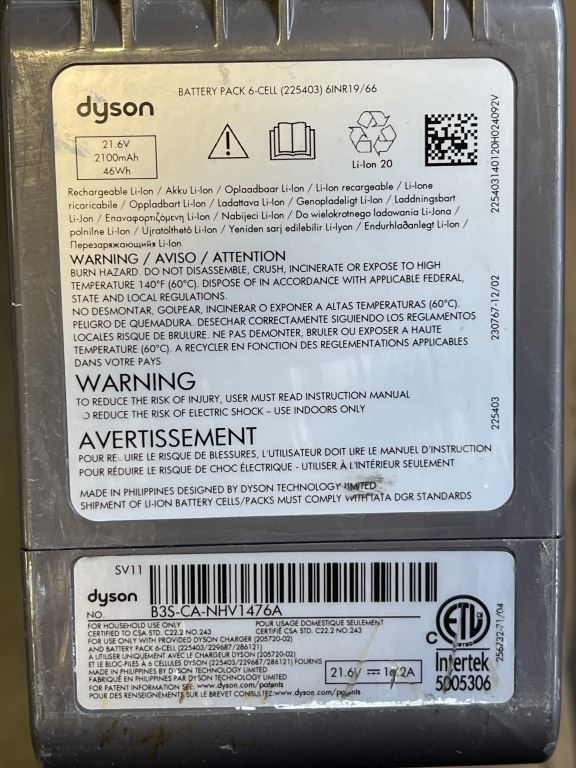 BATTERY PACK 6-CELL (225403) 6INR19/66
dyson
21.6V
2100mAh
46Wh
Li-Ion 20
225403140120H024092V
Rechargeable Li-Ion / Akku Li-Ion / Oplaadbaar Li-Ion / Li-Ion recargeable / Li-Ione
ricaricabile / Oppladbart Li-Ion / Ladattava Li-Ion / Genopladeligt Li-Ion / Laddningsbart
Li-Jon / Επαναφορτιζόμενη Li-Ion / Nabijecí Li-Ion / Do wielokrotnego ladowania Li-Jona /
polnilne Li-Ion / Újratölthetö Li-Ion / Yeniden sarj edilebilir Li-lyon / Endurhlaðanlegt Li-Ion /
Перезаряжающийся Li-Ion
WARNING / AVISO / ATTENTION
BURN HAZARD. DO NOT DISASSEMBLE, CRUSH, INCINERATE OR EXPOSE TO HIGH
TEMPERATURE 140°F (60°C). DISPOSE OF IN ACCORDANCE WITH APPLICABLE FEDERAL,
STATE AND LOCAL REGULATIONS.
NO DESMONTAR, GOLPEAR, INCINERAR O EXPONER A ALTAS TEMPERATURAS (60°C).
PELIGRO DE QUEMADURA. DESECHAR CORRECTAMENTE SIGUIENDO LOS REGLAMENTOS
LOCALES RISQUE DE BRULURE. NE PAS DEMONTER, BRULER OU EXPOSER A HAUTE
TEMPERATURE (60°C). A RECYCLER EN FONCTION DES REGLEMENTATIONS APPLICABLES
DANS VOTRE PAYS
230767-12/02
WARNING
TO REDUCE THE RISK OF INJURY, USER MUST READ INSTRUCTION MANUAL
O REDUCE THE RISK OF ELECTRIC SHOCK – USE INDOORS ONLY
225403
AVERTISSEMENT
POUR RE UIRE LE RISQUE DE BLESSURES, L'UTILISATEUR DOIT LIRE LE MANUEL D'INSTRUCTION
POUR RÉDUIRE LE RISQUE DE CHOC ÉLECTRIQUE - UTILISER À L'INTÉRIEUR SEULEMENT
MADE IN PHILIPPINES DESIGNED BY DYSON TECHNOLOGY LIMITED
SHIPMENT OF LI-ION BATTERY CELLS/PACKS MUST COMPLY WITH IATA DGR STANDARDS
SV11
dyson
NO.
B3S-CA-NHV1476A
FOR HOUSEHOLD USE ONLY
POUR USAGE DOMESTIQUE SEULEMENT
CERTIFIED TO CSA STD. C22.2 NO.243
CERTIFIÉ CSA STD. C22.2 NO.243
FOR USE ONLY WITH PROVIDED DYSON CHARGER (205720-02)
AND BATTERY PACK 6-CELL (225403/229687/286121)
À UTILISER UNIQUEMENT AVEC LE CHARGEUR DYSON (205720-02)
ET LE BLOC-PILES À 6 CELLULES DYSON (225403/229687/286121) FOURNIS
MADE IN PHILIPPINES BY DYSON TECHNOLOGY LIMITED
FABRIQUÉ EN PHILIPPINES PAR DYSON TECHNOLOGY LIMITED
FOR PATENT INFORMATION SEE: www.dyson.com/patents
POUR DES RENSEIGNEMENTS SUR LE BREVET CONSULTEZ: www.dyson.com/patents
21.6V
C
ETL
Intertek
5005306
256732-71/04